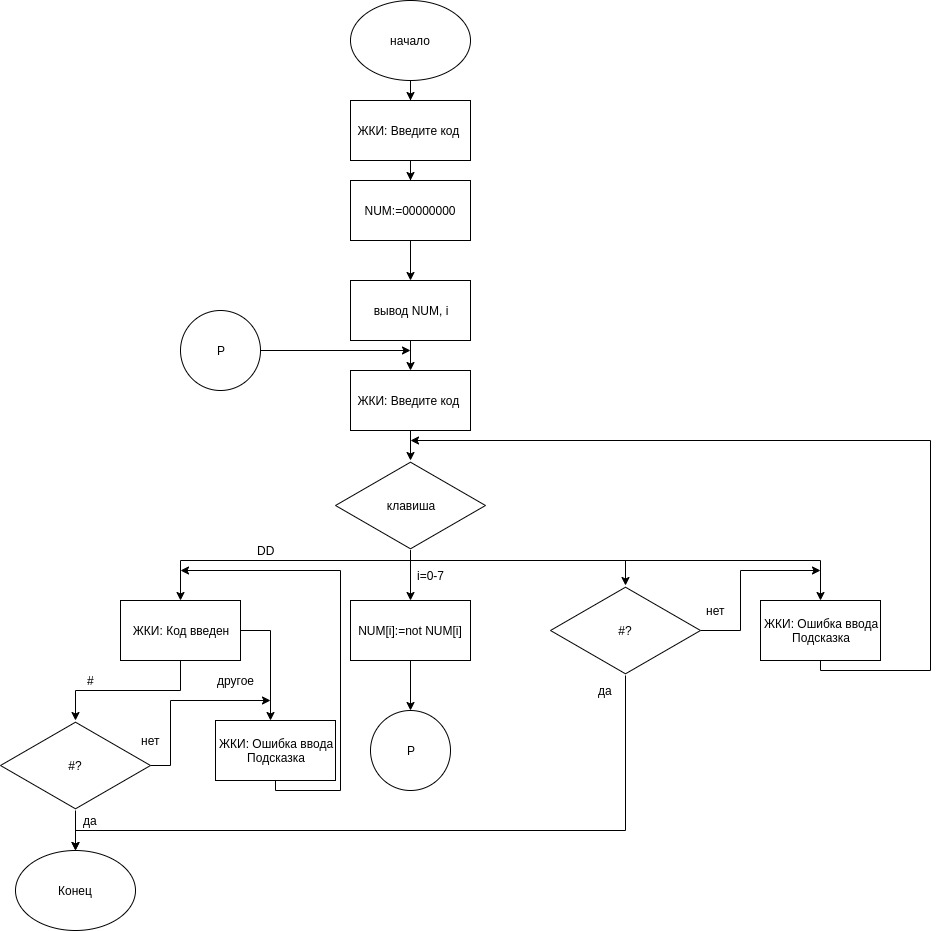 начало
ЖКИ: Введите код
NUM:=00000000
вывод NUM, i
P
ЖКИ: Введите код
клавиша
DD
i=0-7
нет
ЖКИ: Код введен
NUM[i]:=not NUM[i]
#?
ЖКИ: Ошибка ввода
Подсказка
#
другое
да
нет
ЖКИ: Ошибка ввода
Подсказка
P
#?
да
Конец